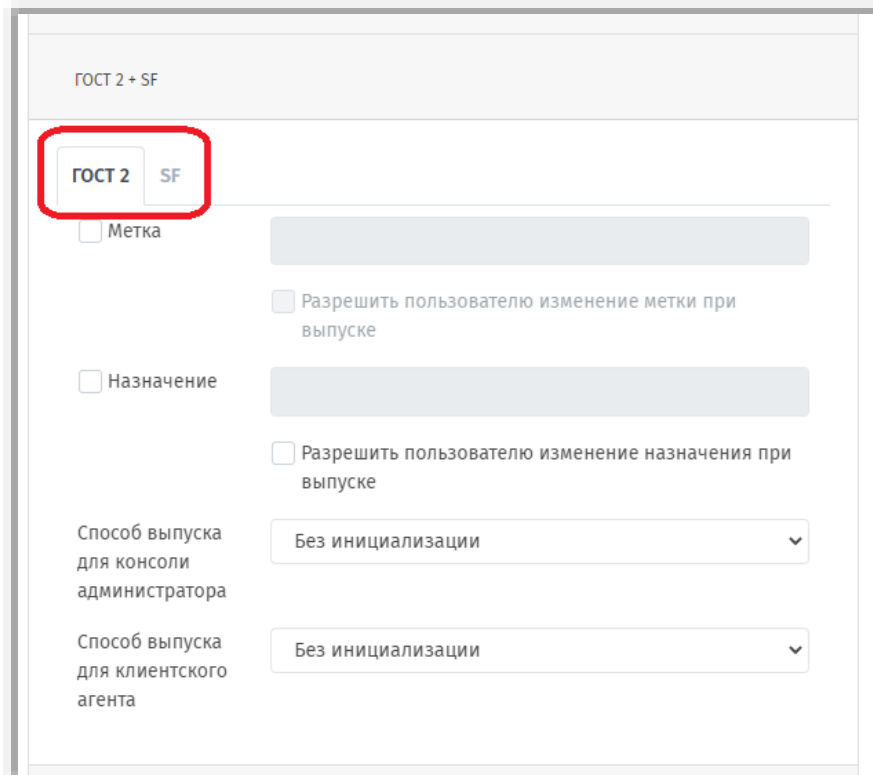 ГОСТ 2 + SF
ГОСТ 2 SF
Метка
Разрешить пользователю изменение метки при
выпуске
Назначение
Разрешить пользователю изменение назначения при
выпуске
Способ выпуска
для консоли
администратора
Без инициализации
Способ выпуска
для клиентского
агента
Без инициализации